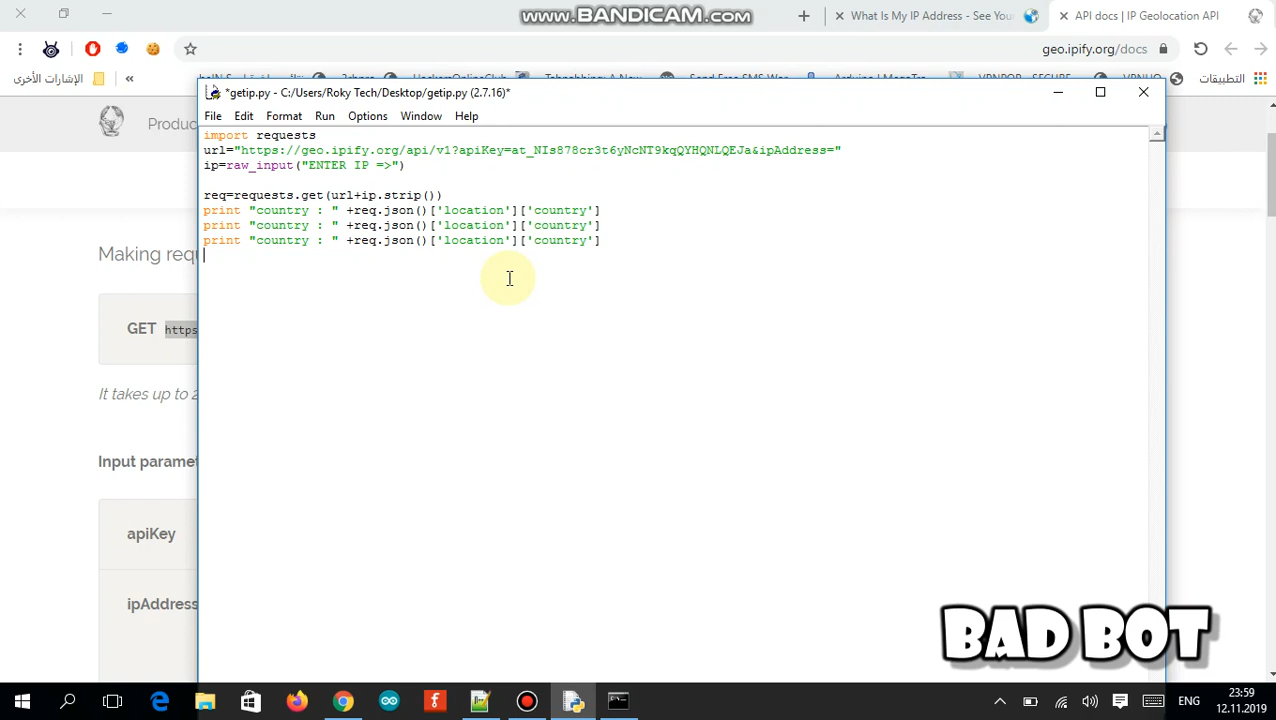 www.BANDICAM.com
What Is My IP Address - See Your
API docs | IP Geolocation API
geo.ipify.org/docs
الإشارات الأخرى
التطبيقات
*getip.py - C:/Users/Roky Tech/Desktop/getip.py (2.7.16)*
File Edit Format Run Options Window Help
import requests
url="https://geo.ipify.org/api/v1?apiKey=at_NIs878cr3t6yNcNT9kqQYHQNLQEJa&ipAddress="
ip=raw_input("ENTER IP =>")
req=requests.get(url+ip.strip())
print "country : " +req.json()['location']['country']
print "country : " +req.json()['location']['country']
print "country : " +req.json()['location']['country']
Produc
Making requ
GET https
It takes up to 2
Input paramet
apiKey
ipAddress
BAD BOT
ENG
23:59
12.11.2019